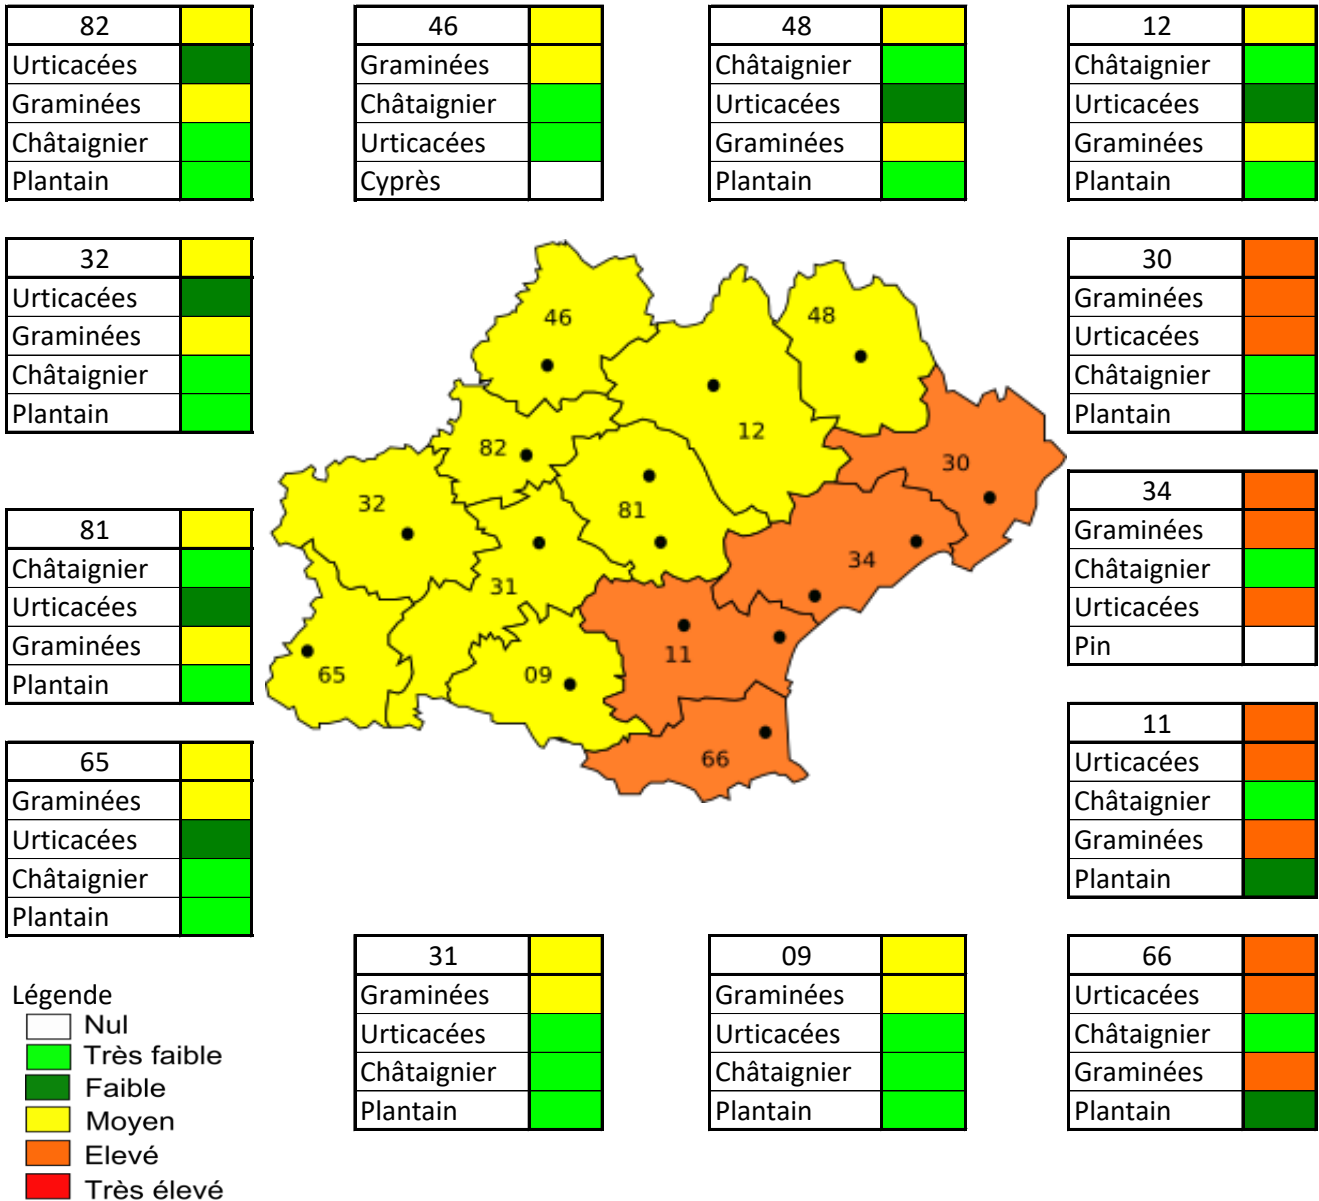 82
Urticacées
Graminées
Châtaignier
Plantain
46
Graminées
Châtaignier
Urticacées
Cyprès
48
Châtaignier
Urticacées
Graminées
Plantain
12
Châtaignier
Urticacées
Graminées
Plantain
32
Urticacées
Graminées
Châtaignier
Plantain
46
48
12
82
30
32
81
34
31
11
65
09
66
30
Graminées
Urticacées
Châtaignier
Plantain
81
Châtaignier
Urticacées
Graminées
Plantain
34
Graminées
Châtaignier
Urticacées
Pin
65
Graminées
Urticacées
Châtaignier
Plantain
11
Urticacées
Châtaignier
Graminées
Plantain
31
Graminées
Urticacées
Châtaignier
Plantain
09
Graminées
Urticacées
Châtaignier
Plantain
66
Urticacées
Châtaignier
Graminées
Plantain
Légende
Nul
Très faible
Faible
Moyen
Elevé
Très élevé